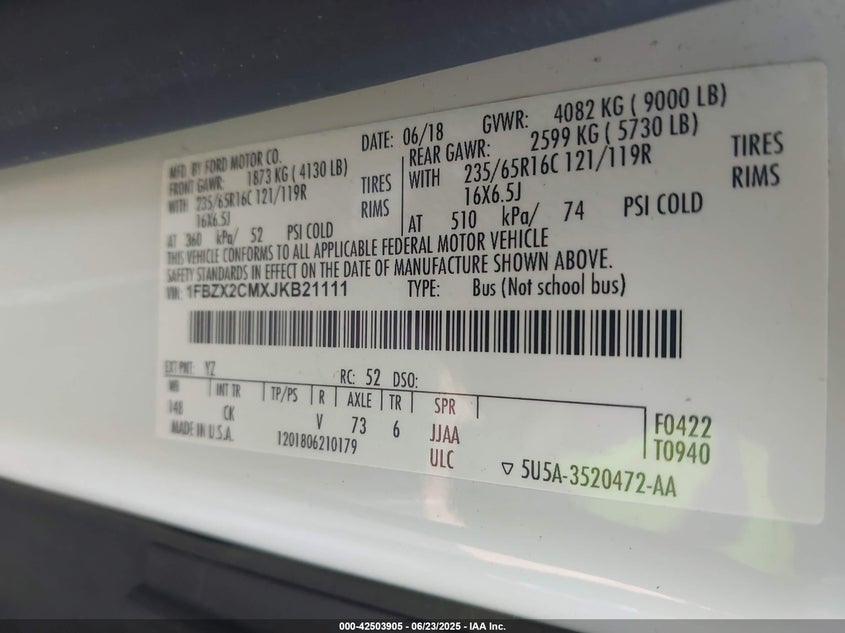 MFD. BY FORD MOTOR CO.
DATE: 06/18 GVWR: 4082 KG ( 9000 LB)
FRONT GAWR: 1873 KG ( 4130 LB)
REAR GAWR: 2599 KG ( 5730 LB)
WITH 235/65R16C 121/119R TIRES
WITH 235/65R16C 121/119R TIRES
16X6.5J RIMS
16X6.5J RIMS
AT 360 kPa/ 52 PSI COLD
AT 510 kPa/ 74 PSI COLD
THIS VEHICLE CONFORMS TO ALL APPLICABLE FEDERAL MOTOR VEHICLE
SAFETY STANDARDS IN EFFECT ON THE DATE OF MANUFACTURE SHOWN ABOVE.
VIN: 1FBZX2CMXJKB21111 TYPE: Bus (Not school bus)
EXT PNT: YZ RC: 52 DSO:
WB INT TR TP/PS R AXLE TR SPR
148 CK V 73 6 JJAA
ULC
F0422
T0940
MADE IN U.S.A. 1201806210179
▽ 5U5A-3520472-AA
000-42503905 - 06/23/2025 - IAA Inc.